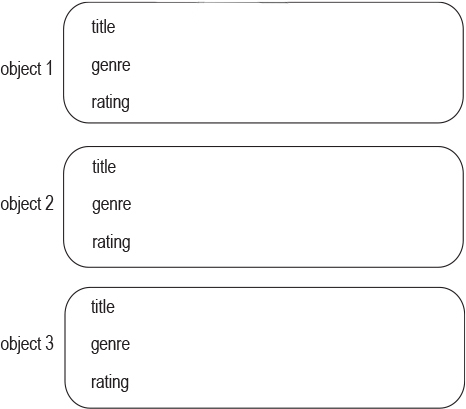 title
genre
object 1
rating
title
genre
object 2
rating
title
genre
object 3
rating